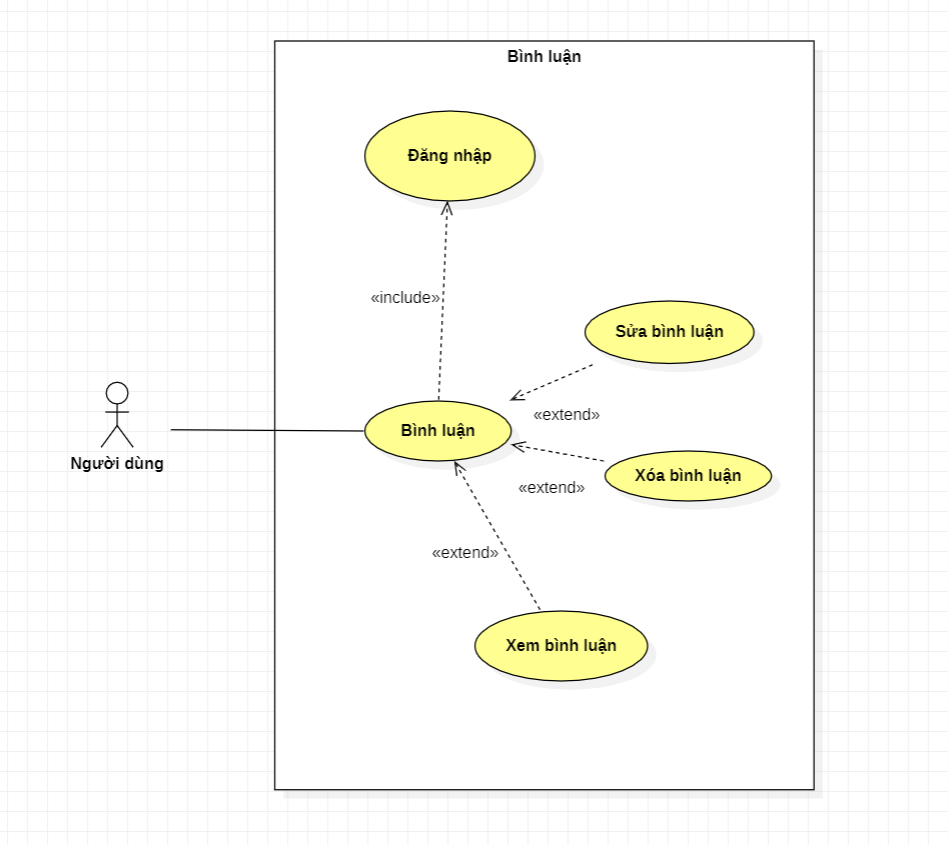 Bình luận
Đăng nhập
«include»
Sửa bình luận
«extend»
Bình luận
Người dùng
Xóa bình luận
«extend»
«extend»
Xem bình luận